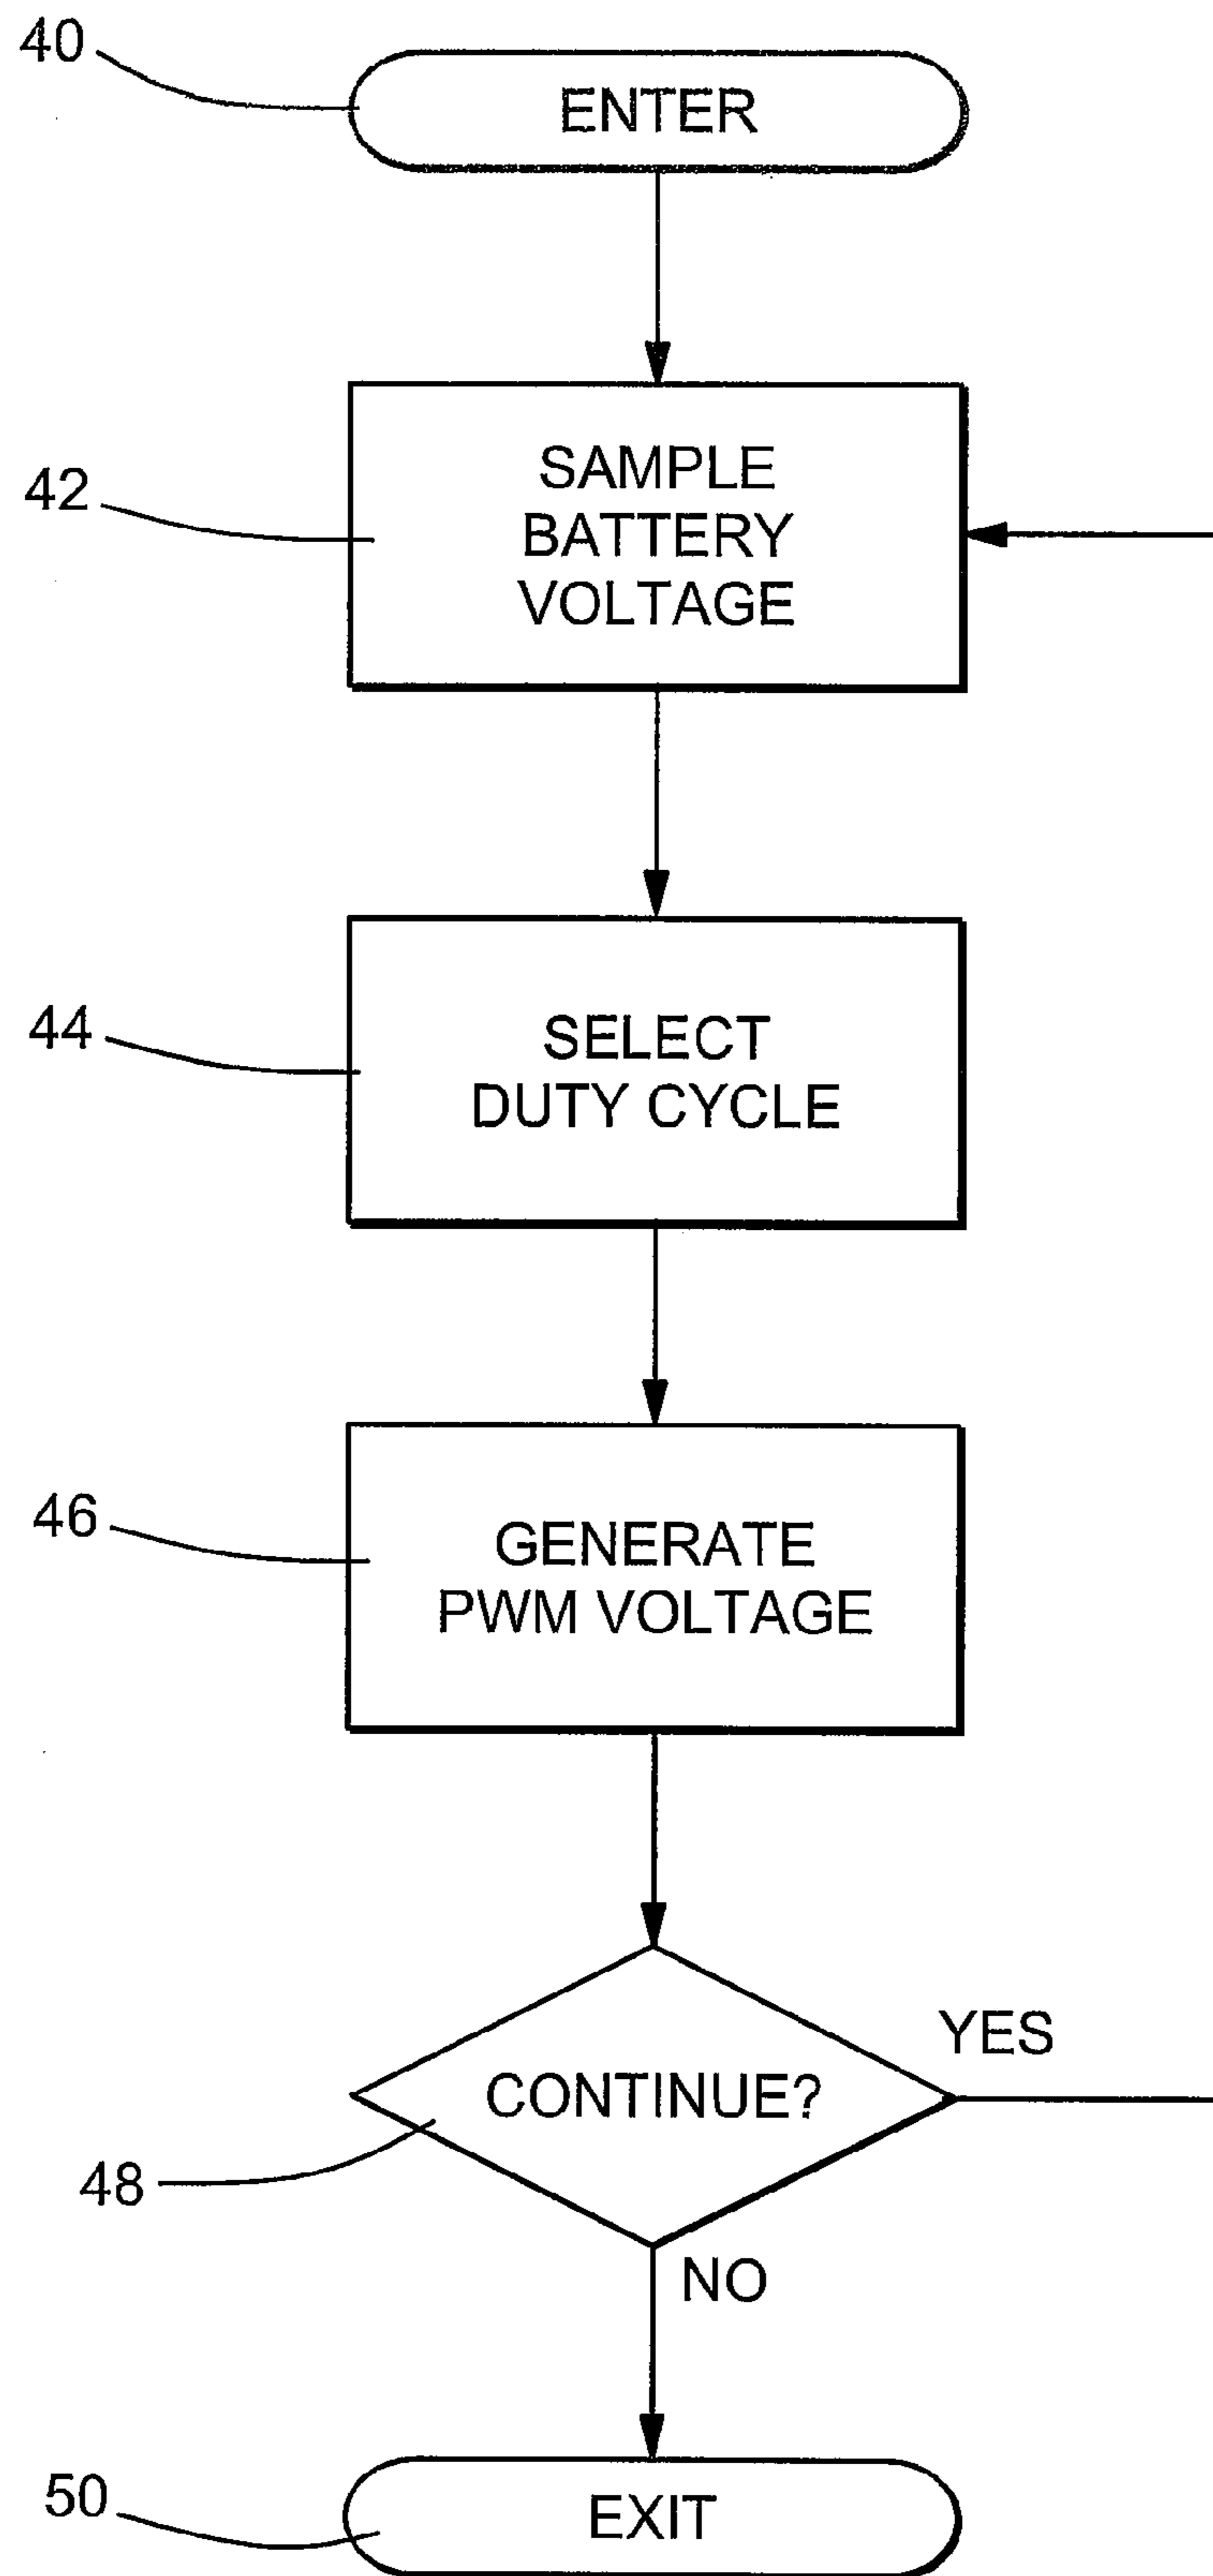 40
ENTER
42
SAMPLE
BATTERY
VOLTAGE
44
SELECT
DUTY CYCLE
46
GENERATE
PWM VOLTAGE
YES
CONTINUE?
48
NO
50
EXIT